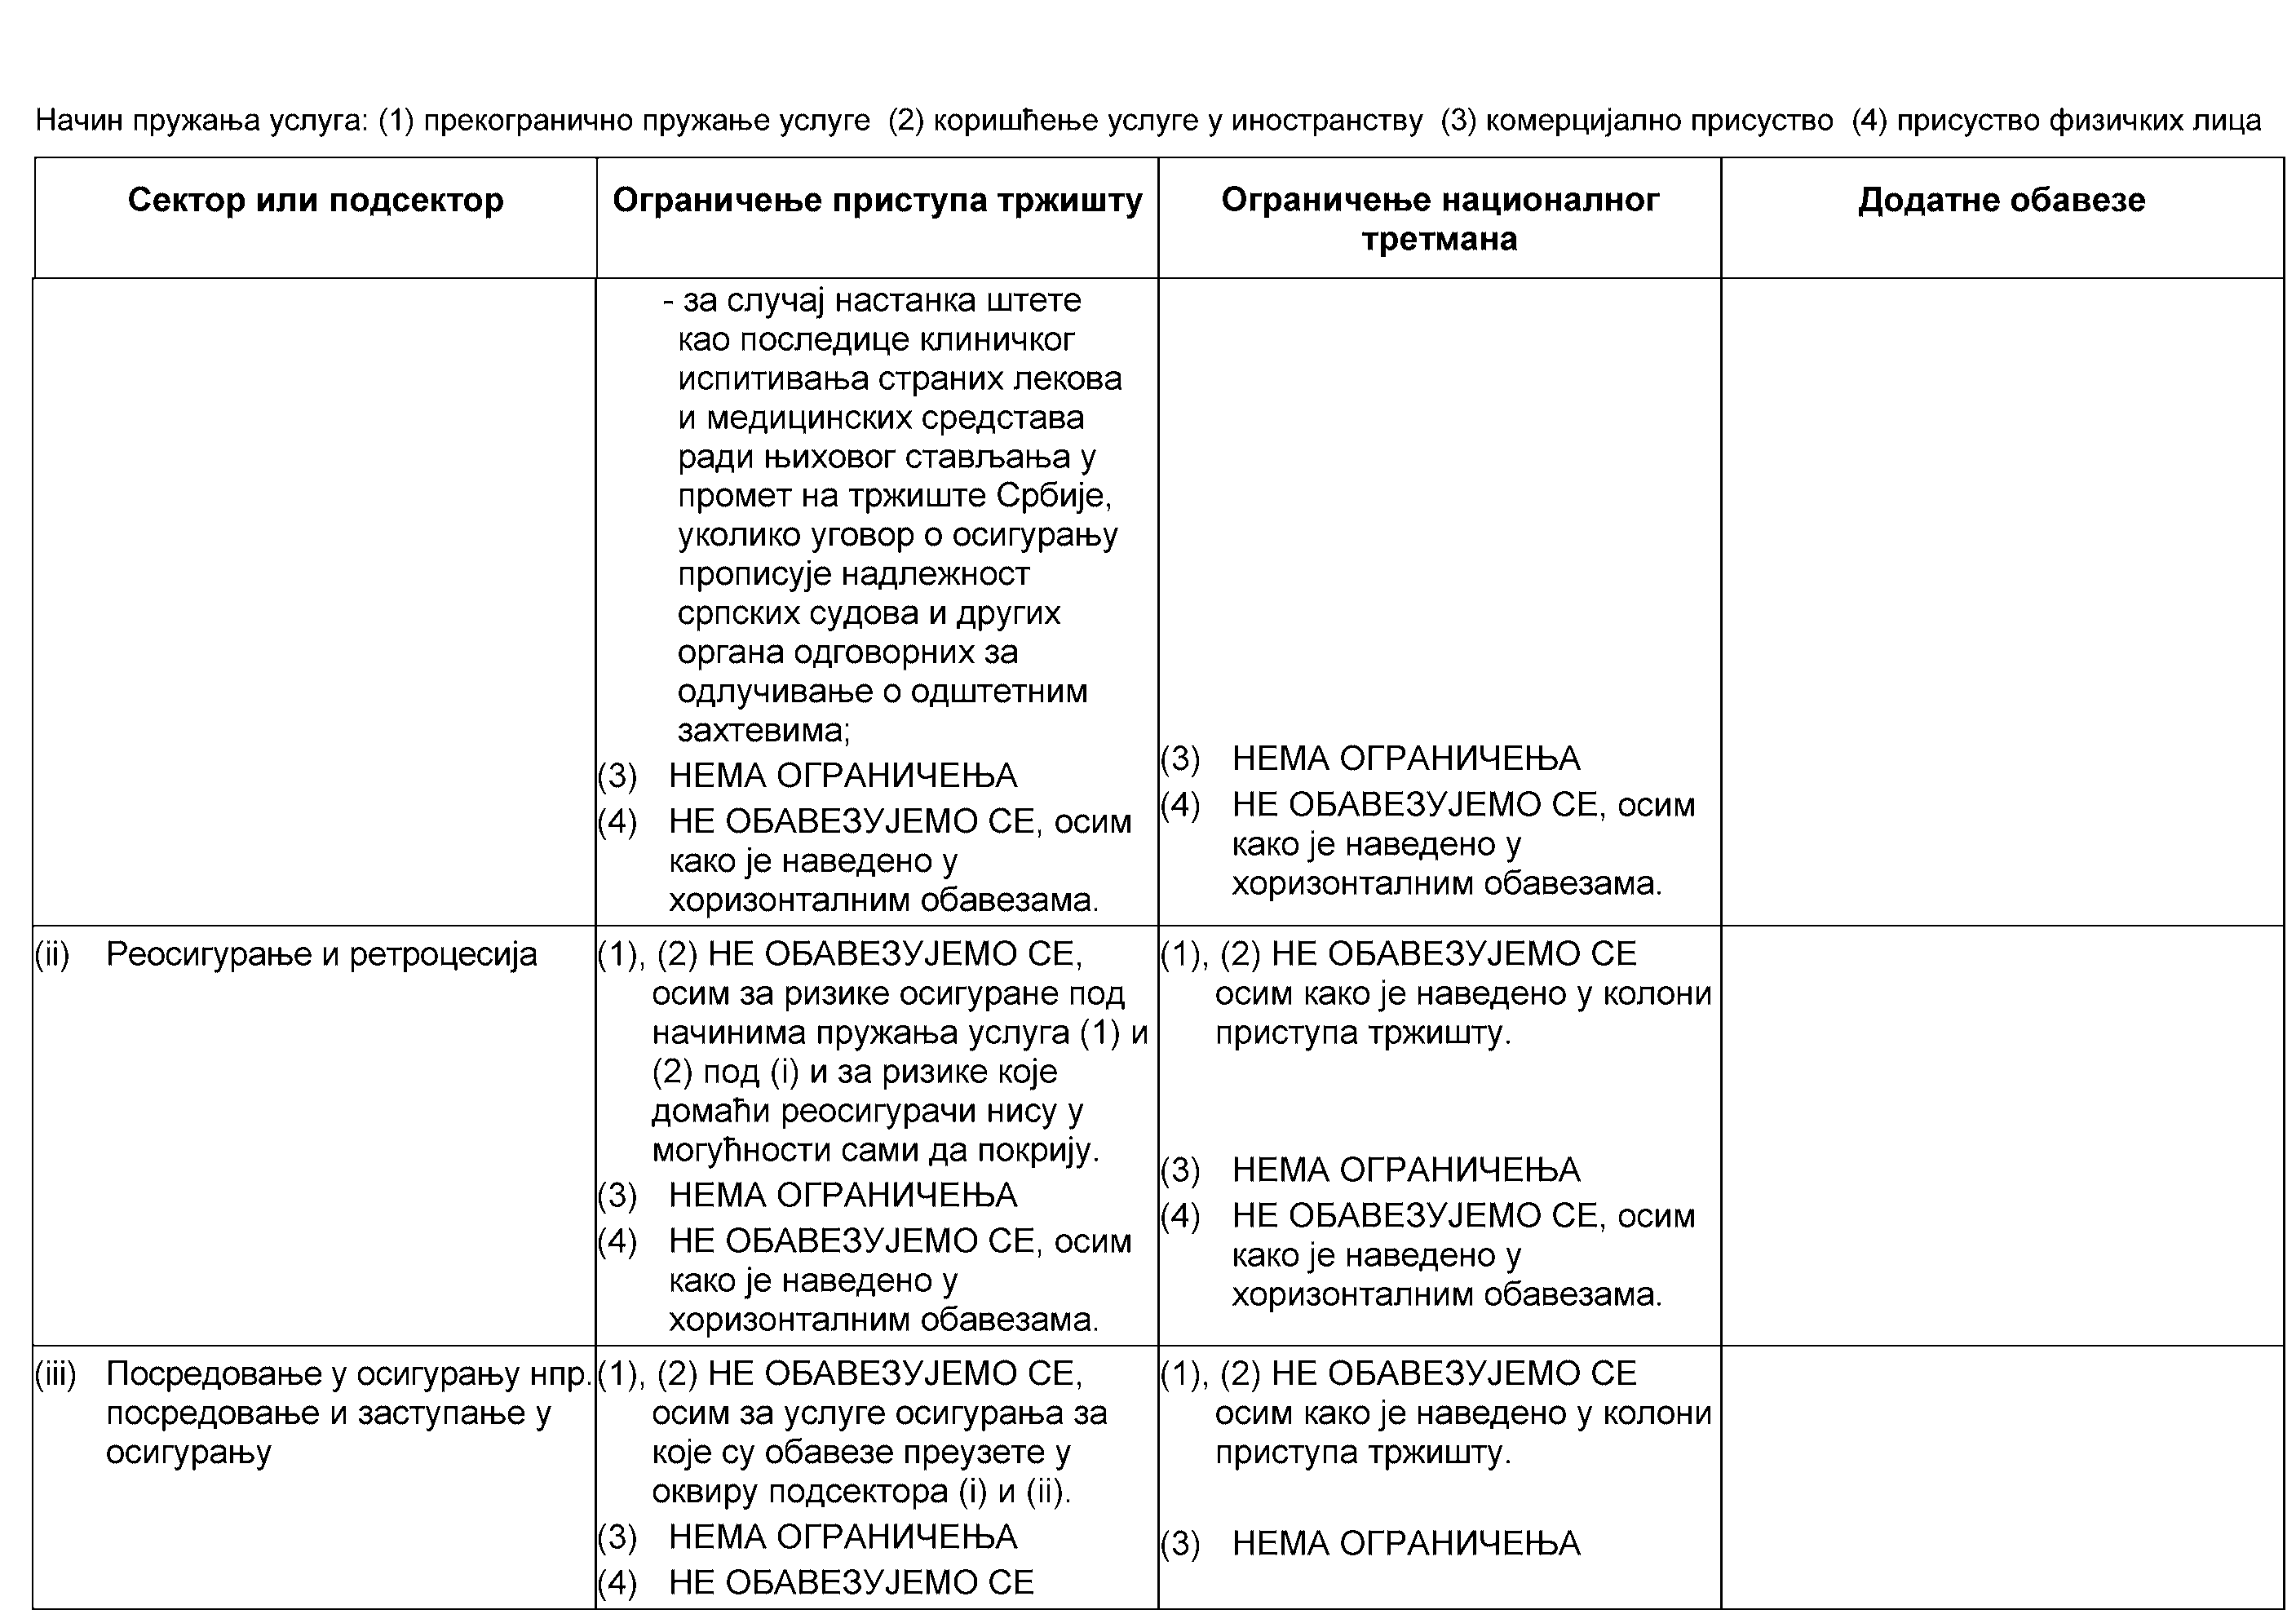 Начин пружања услуга: (1) прекогранично пружање услуге (2) коришћење услуге у иностранству (3) комерцијално присуство (4) присуство физичких лица
Сектор или подсектор
Ограничење приступа тржишту
Ограничење националног
третмана
Додатне обавезе
- за случај настанка штете
као последице клиничког
испитивања страних лекова
и медицинских средстава
ради њиховог стављања у
промет на тржиште Србије,
уколико уговор о осигурању
прописује надлежност
српских судова и других
органа одговорних за
одлучивање о одштетним
захтевима;
(3) НЕМА ОГРАНИЧЕЊА
(4) НЕ ОБАВЕЗУЈЕМО СЕ, осим
како је наведено у
хоризонталним обавезама.
(3) НЕМА ОГРАНИЧЕЊА
(4) НЕ ОБАВЕЗУЈЕМО СЕ, осим
како је наведено у
хоризонталним обавезама.
(ii) Реосигурање и ретроцесија
(1), (2) НЕ ОБАВЕЗУЈЕМО СЕ,
осим за ризике осигуране под
начинима пружања услуга (1) и
(2) под (i) и за ризике које
домаћи реосигурачи нису у
могућности сами да покрију.
(3) НЕМА ОГРАНИЧЕЊА
(4) НЕ ОБАВЕЗУЈЕМО СЕ, осим
како је наведено у
хоризонталним обавезама.
(1), (2) НЕ ОБАВЕЗУЈЕМО СЕ
осим како је наведено у колони
приступа тржишту.
(3) НЕМА ОГРАНИЧЕЊА
(4) НЕ ОБАВЕЗУЈЕМО СЕ, осим
како је наведено у
хоризонталним обавезама.
(iii) Посредовање у осигурању нпр.
посредовање и заступање у
осигурању
(1), (2) НЕ ОБАВЕЗУЈЕМО СЕ,
осим за услуге осигурања за
које су обавезе преузете у
оквиру подсектора (i) и (ii).
(3) НЕМА ОГРАНИЧЕЊА
(4) НЕ ОБАВЕЗУЈЕМО СЕ
(1), (2) НЕ ОБАВЕЗУЈЕМО СЕ
осим како је наведено у колони
приступа тржишту.
(3) НЕМА ОГРАНИЧЕЊА